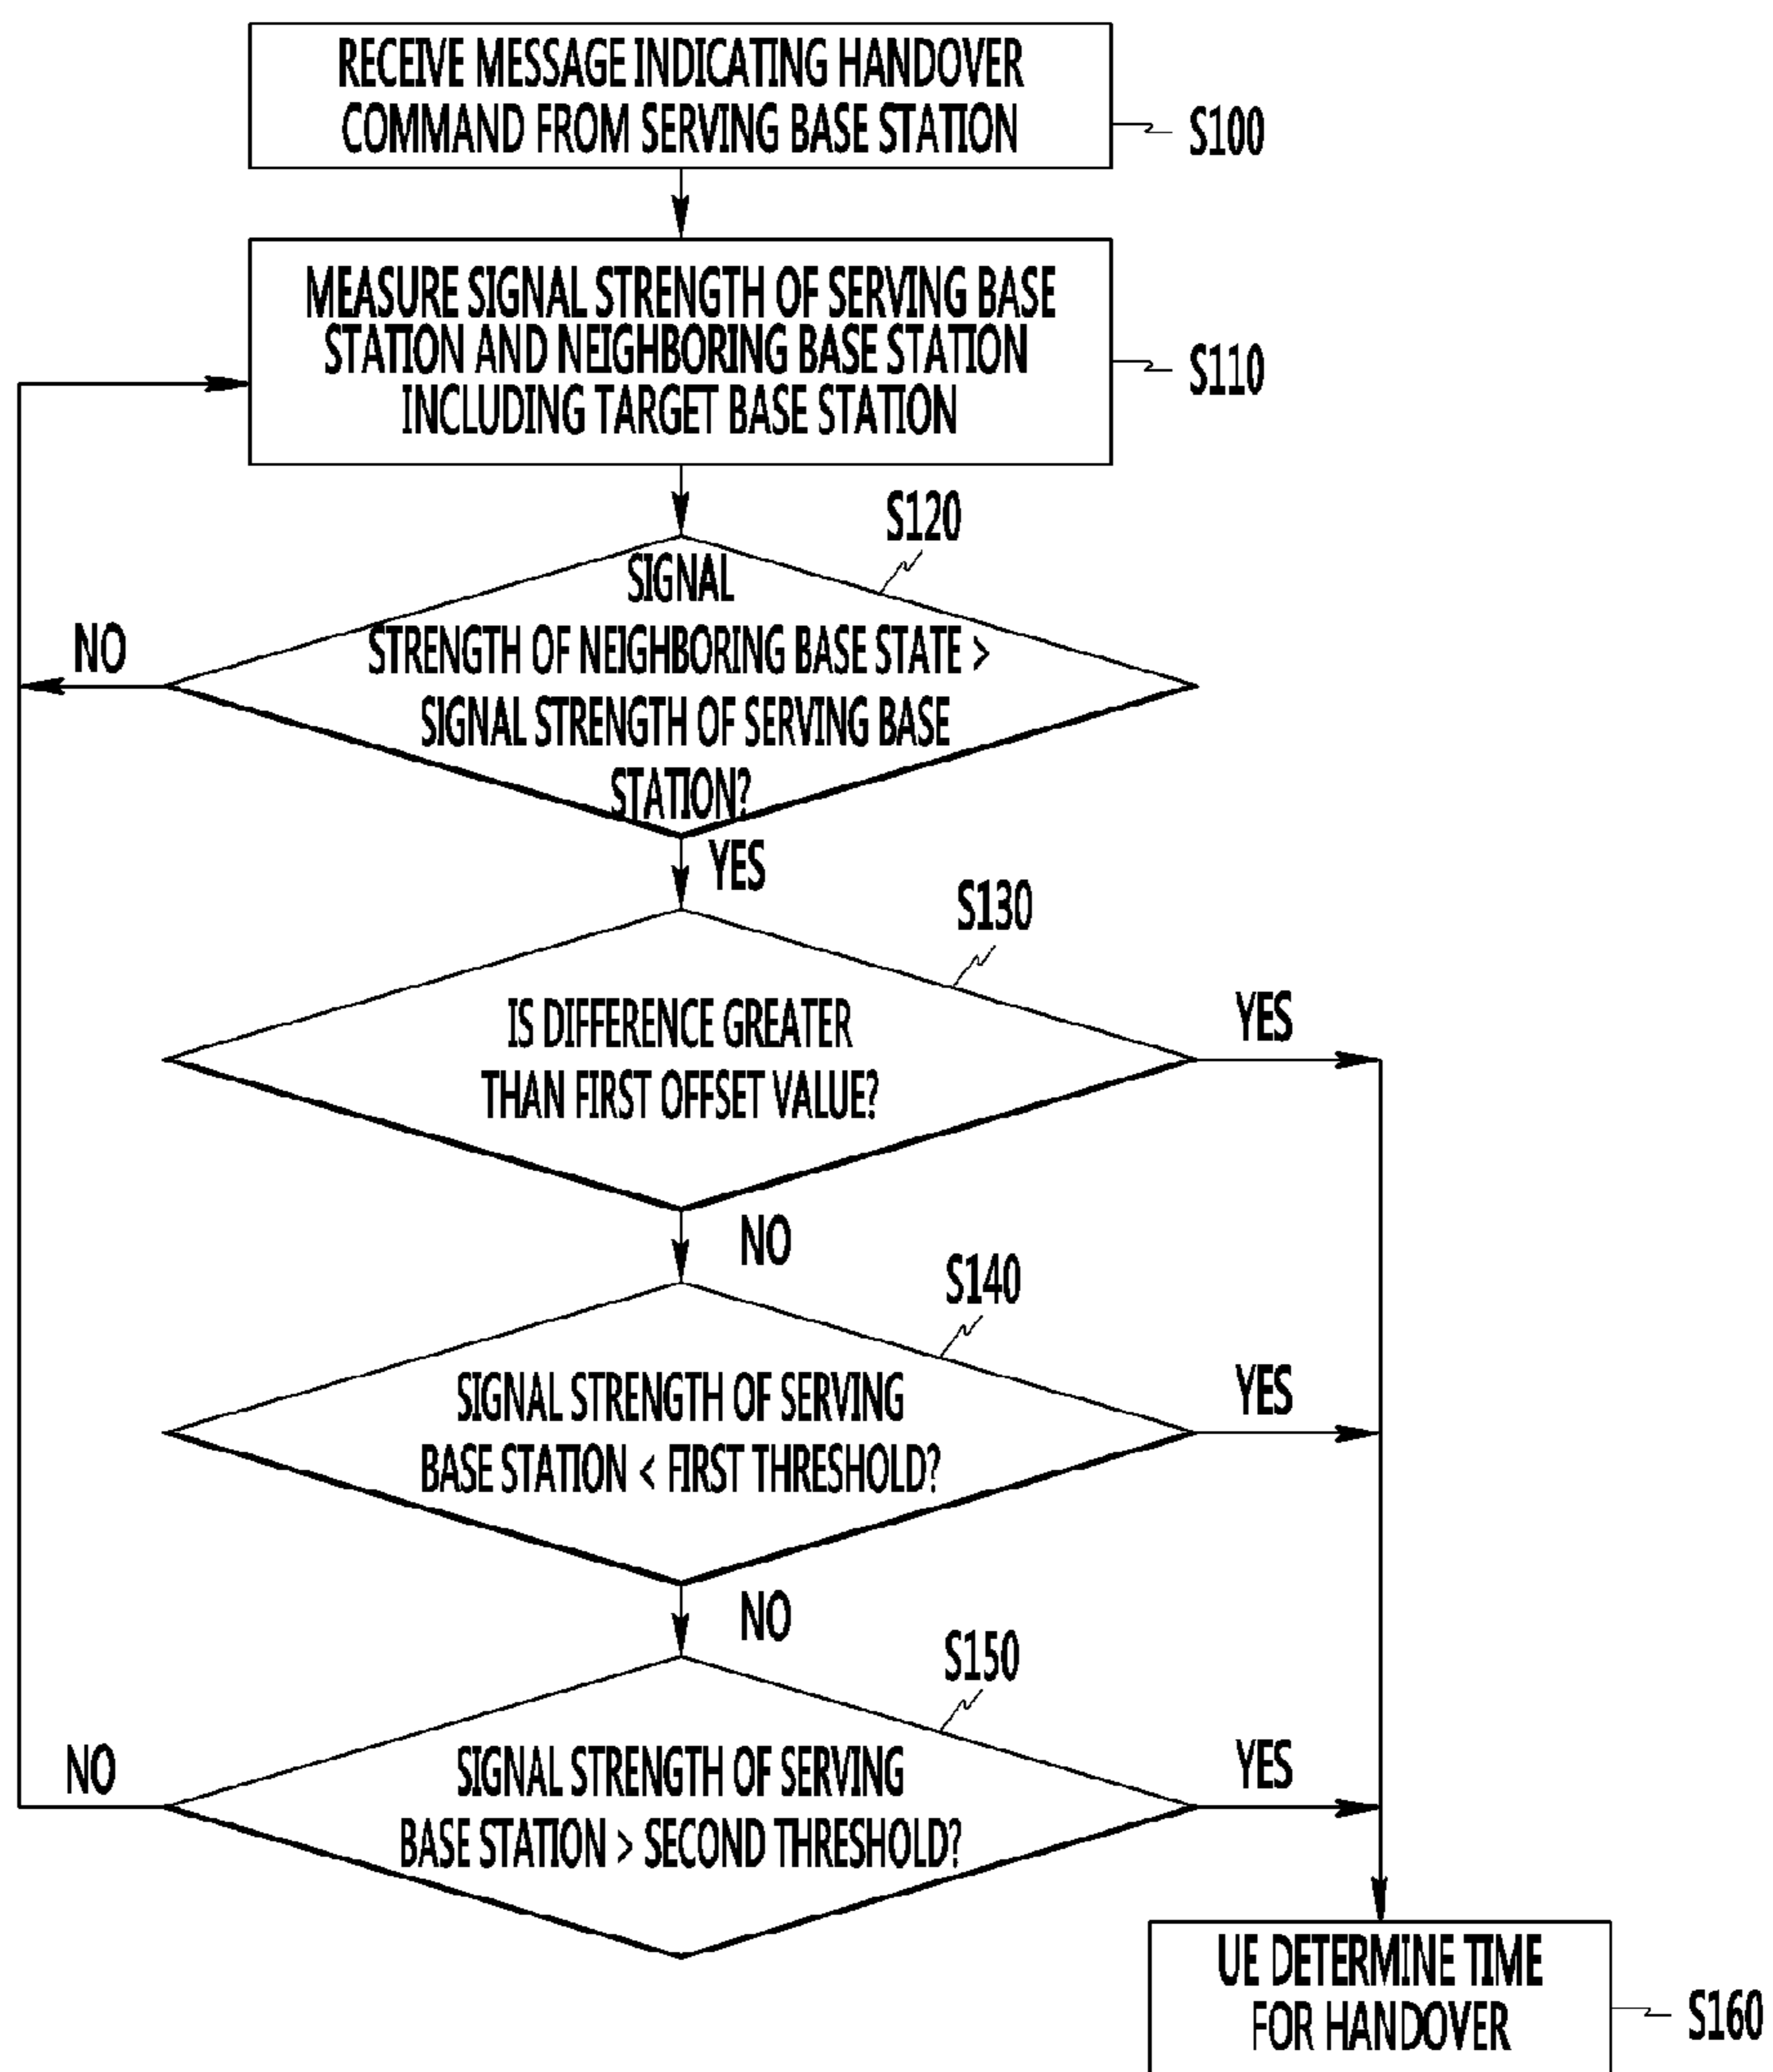 RECEIVE MESSAGE INDICATING HANDOVER
COMMAND FROM SERVING BASE STATION
S100
MEASURE SIGNAL STRENGTH OF SERVING BASE
STATION AND NEIGHBORING BASE STATION
INCLUDING TARGET BASE STATION
S110
S120
SIGNAL
STRENGTH OF NEIGHBORING BASE STATE >
SIGNAL STRENGTH OF SERVING BASE
STATION?
NO
YES
S130
IS DIFFERENCE GREATER
THAN FIRST OFFSET VALUE?
YES
NO
S140
SIGNAL STRENGTH OF SERVING
BASE STATION < FIRST THRESHOLD?
YES
NO
S150
SIGNAL STRENGTH OF SERVING
BASE STATION > SECOND THRESHOLD?
NO
YES
UE DETERMINE TIME
FOR HANDOVER
S160